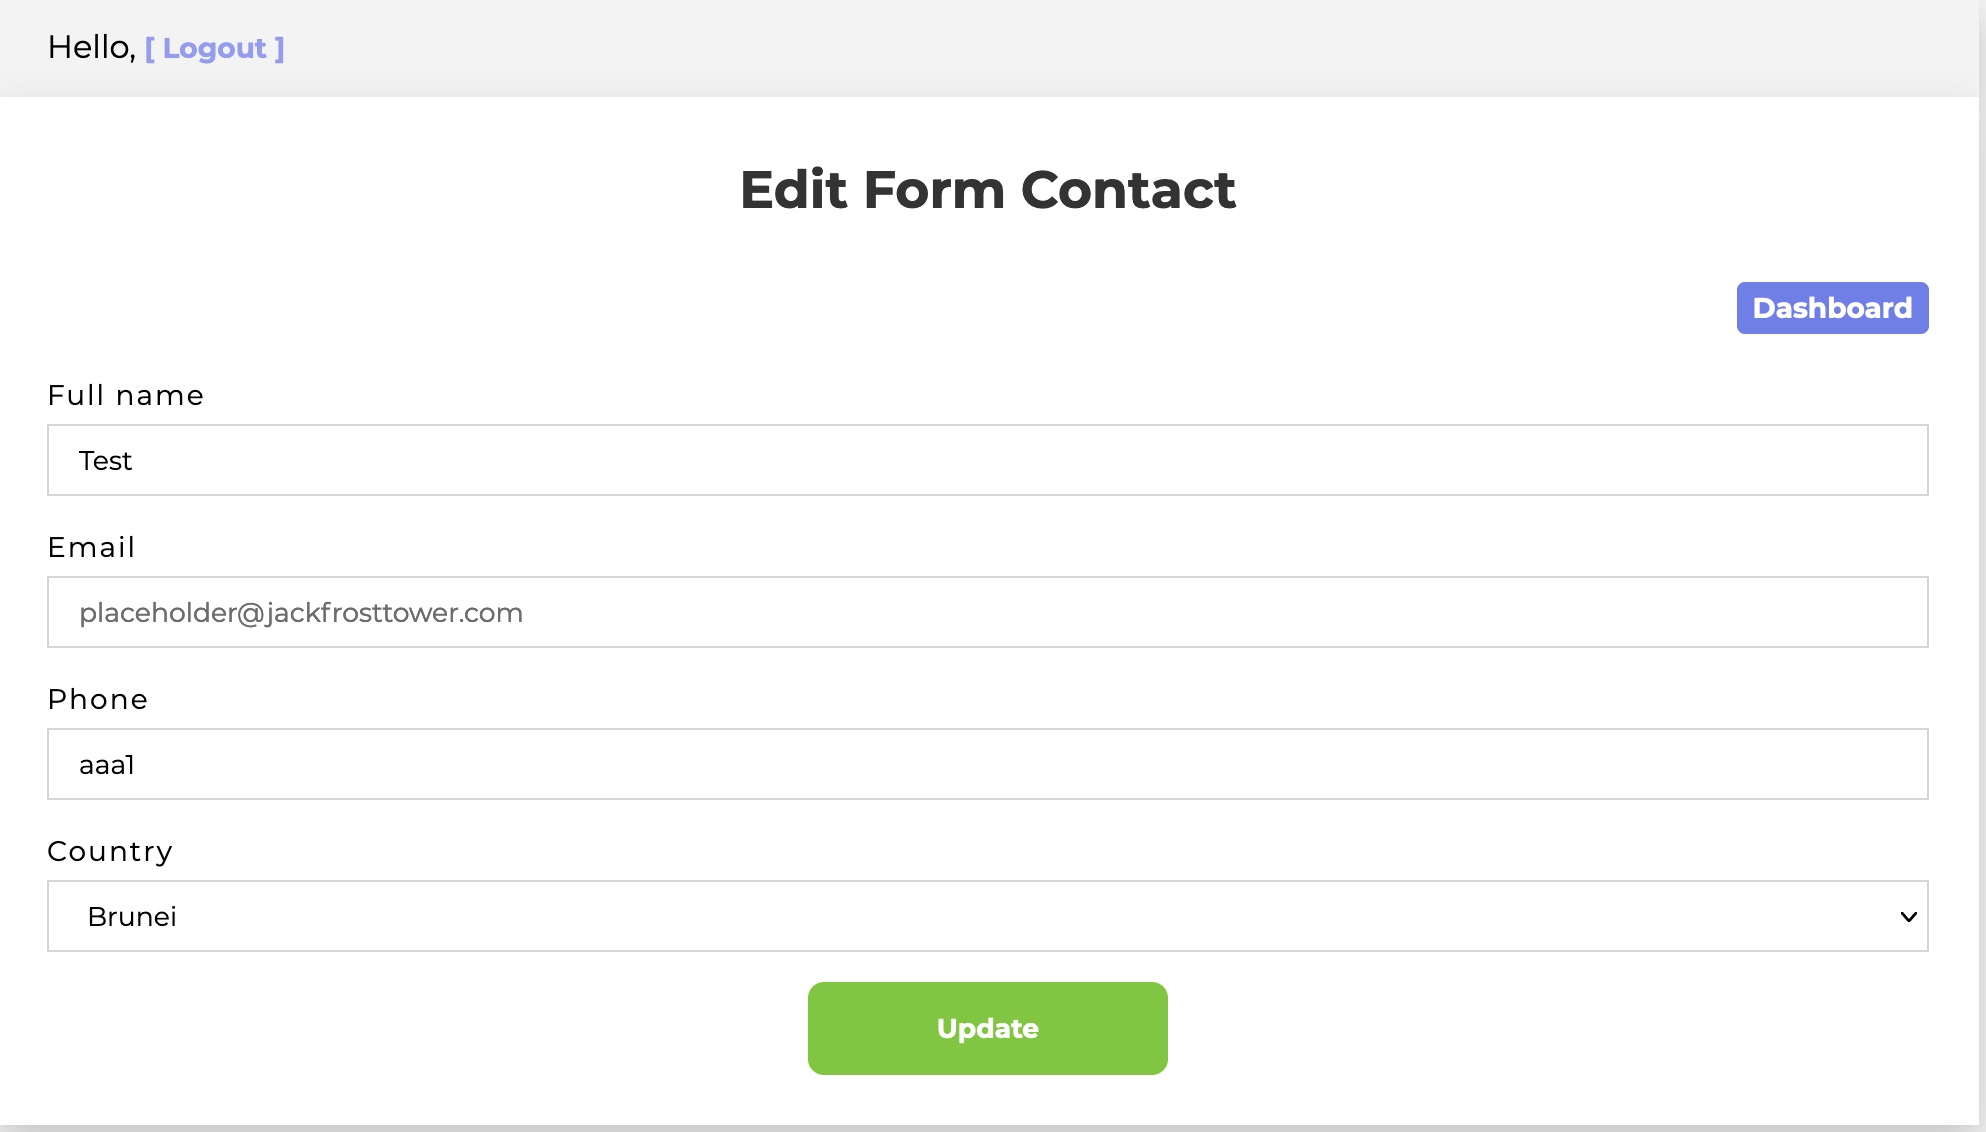 Hello, [ Logout ]
Edit Form Contact
Dashboard
Full name
Test
Email
placeholder@jackfrosttower.com
Phone
aaa1
Country
Brunei
Update